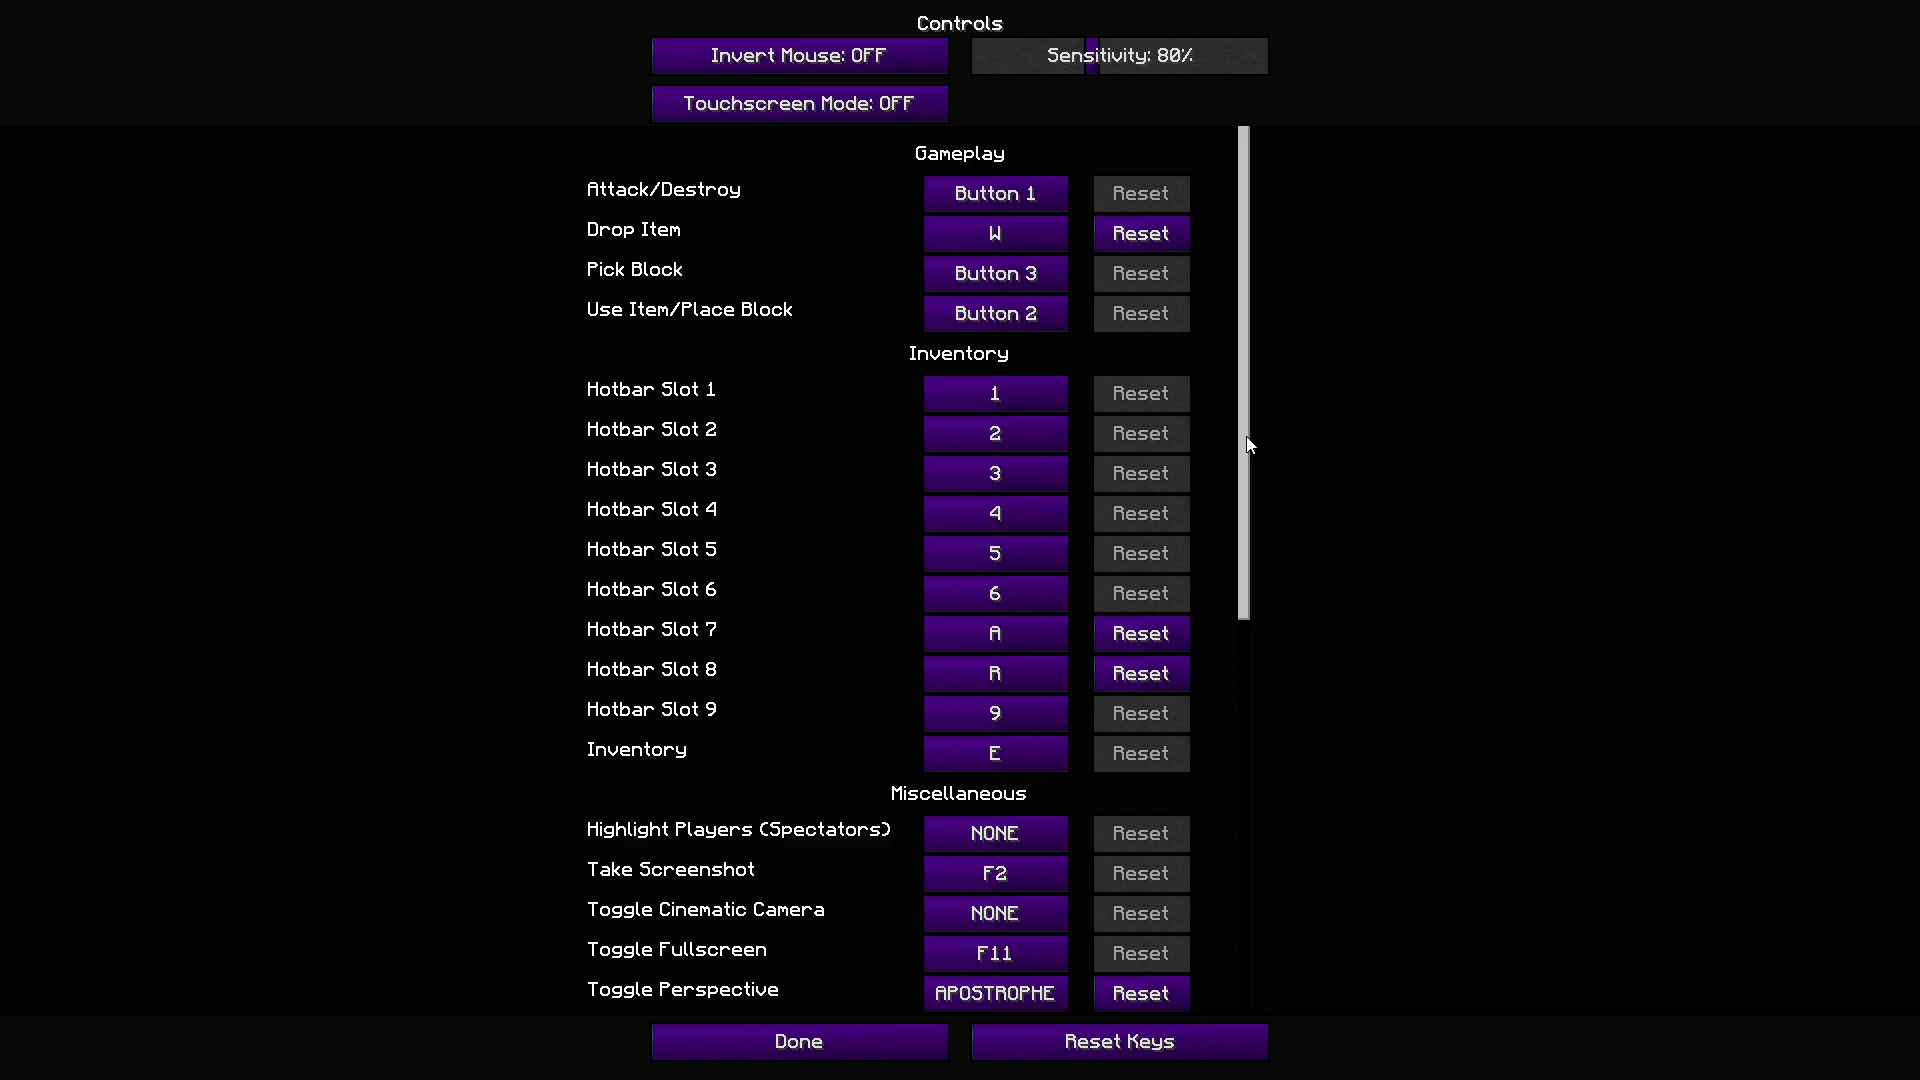 Controls
Invert Mouse: OFF Sensitivity: 80%
Touchscreen Mode: OFF
Gameplay
Attack/Destroy Button 1 Reset
Drop Item W Reset
Pick Block Button 3 Reset
Use Item/Place Block Button 2 Reset
Inventory
Hotbar Slot 1 1 Reset
Hotbar Slot 2 2 Reset
Hotbar Slot 3 3 Reset
Hotbar Slot 4 4 Reset
Hotbar Slot 5 5 Reset
Hotbar Slot 6 6 Reset
Hotbar Slot 7 A Reset
Hotbar Slot 8 R Reset
Hotbar Slot 9 9 Reset
Inventory E Reset
Miscellaneous
Highlight Players (Spectators) NONE Reset
Take Screenshot F2 Reset
Toggle Cinematic Camera NONE Reset
Toggle Fullscreen F11 Reset
Toggle Perspective APOSTROPHE Reset
Done Reset Keys